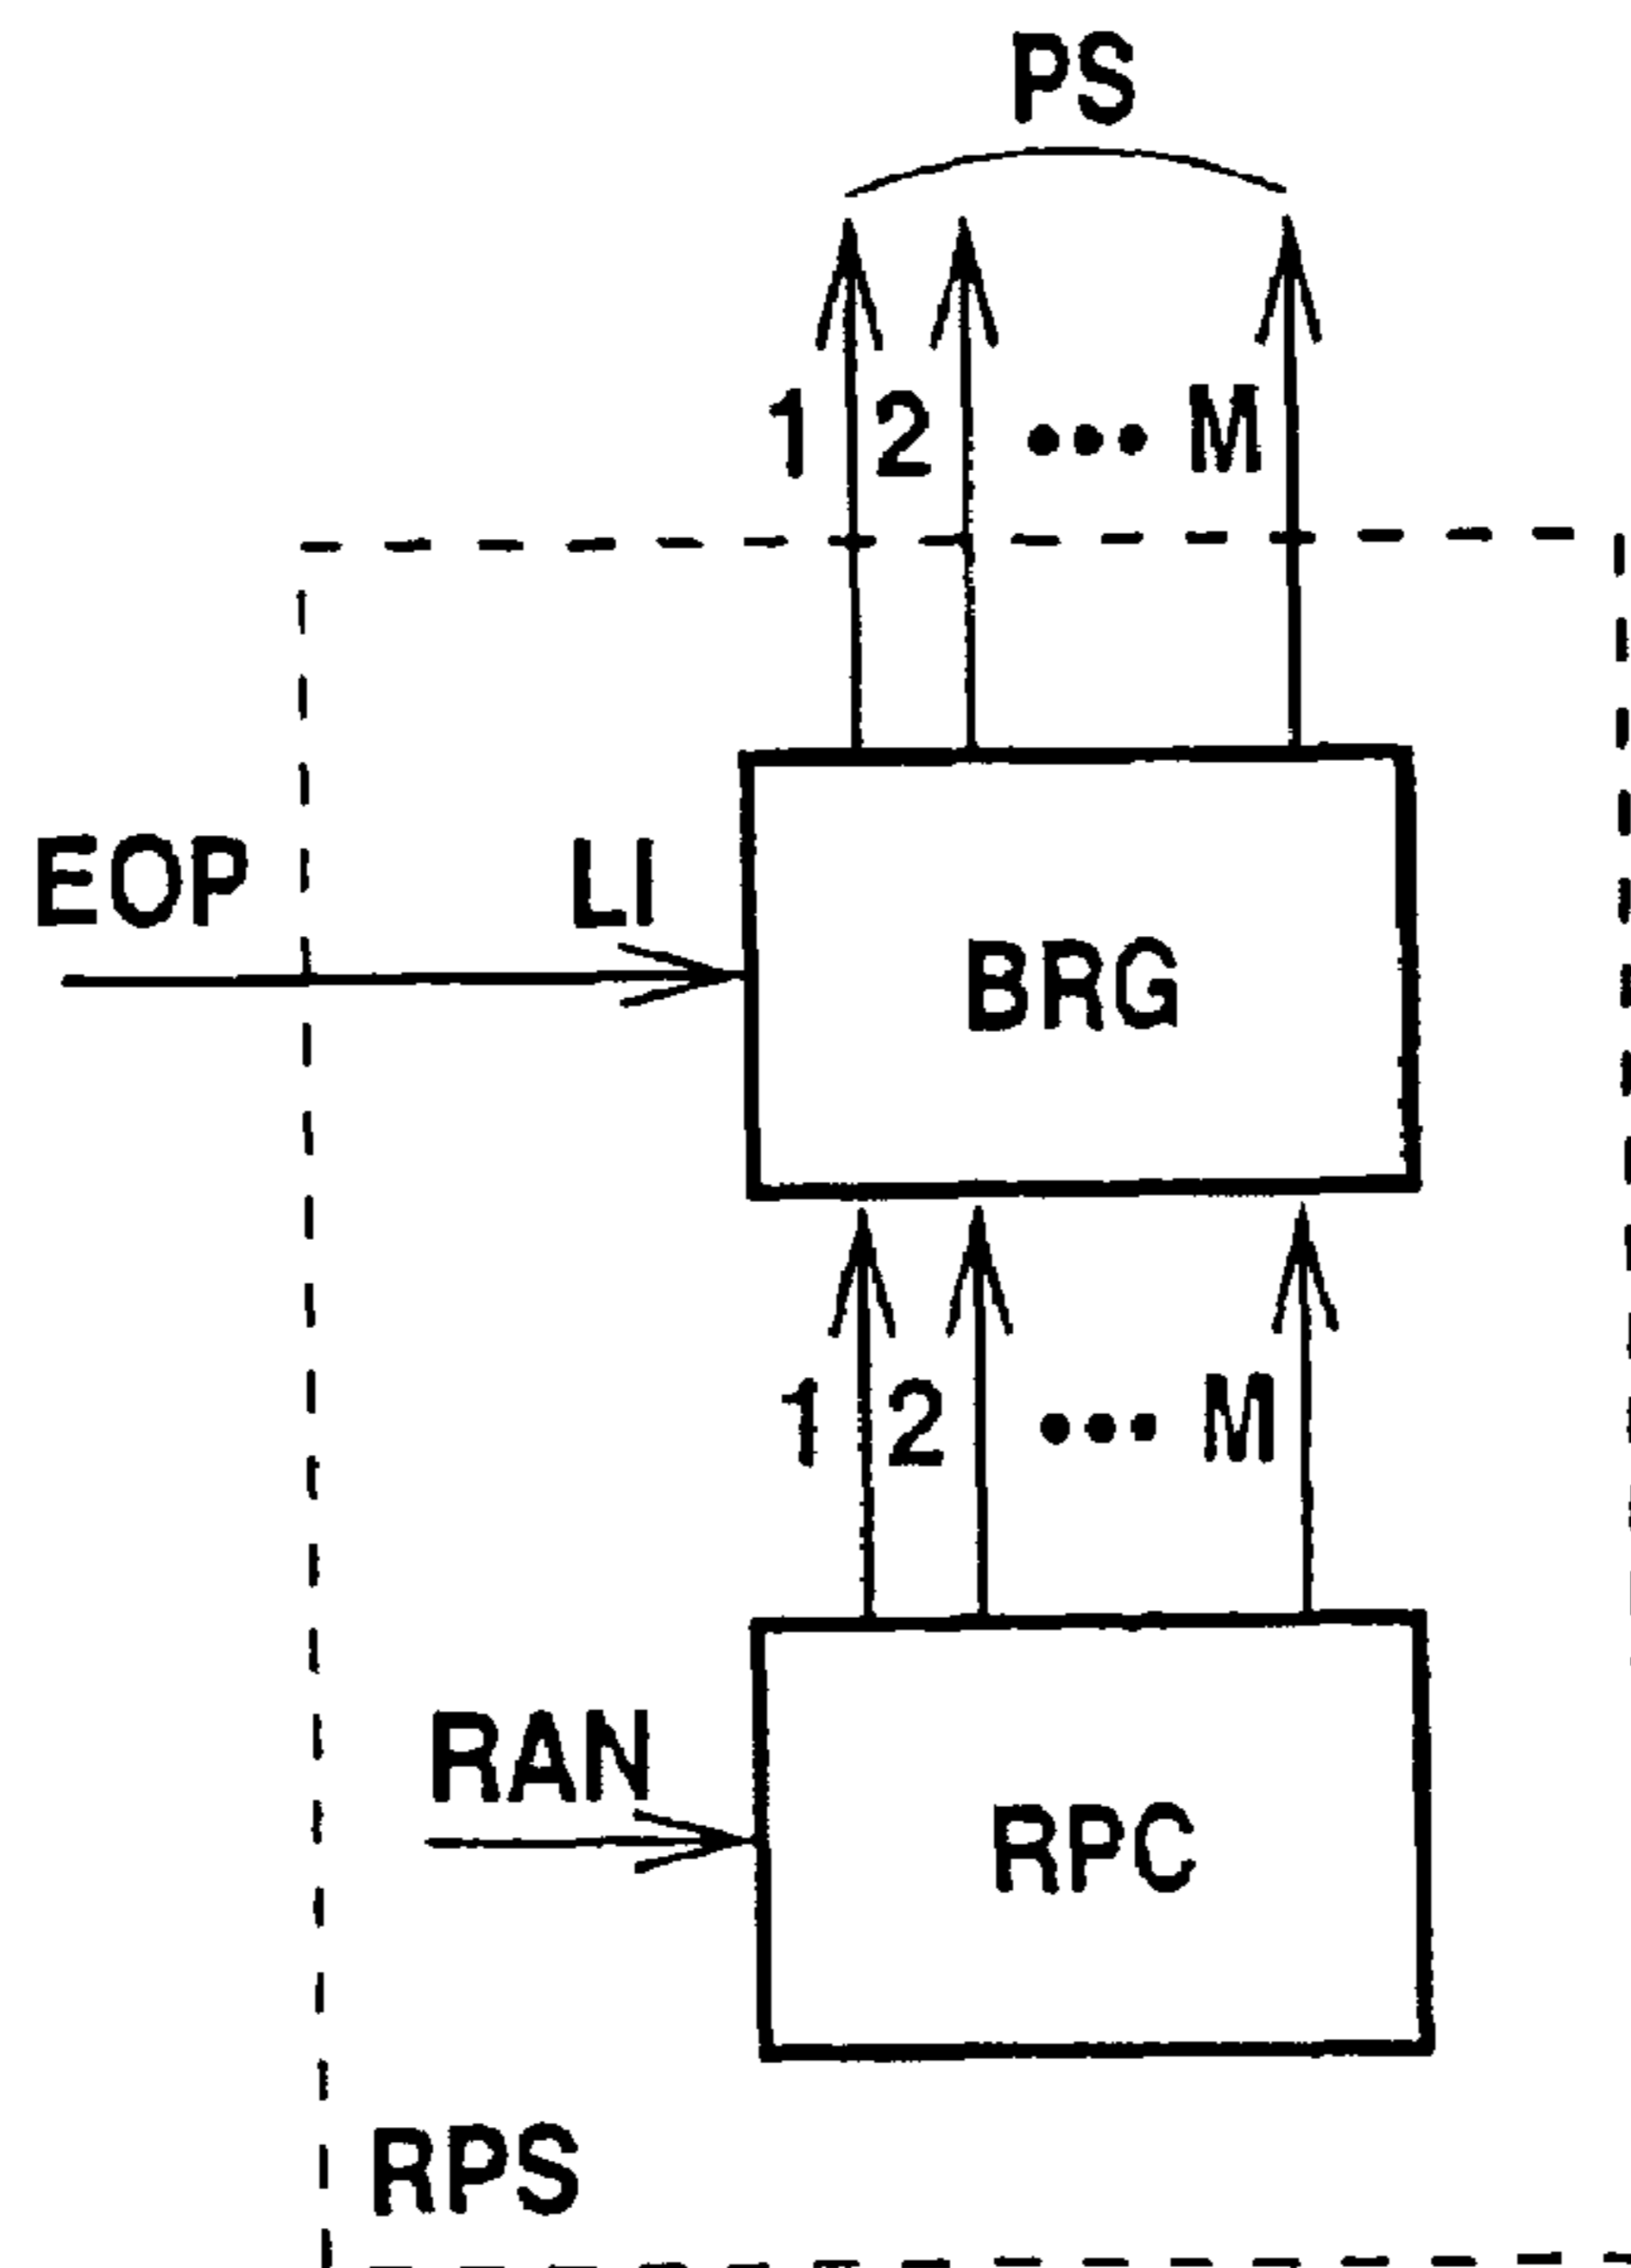 PS
1 2 ••• M
EOP LI
BRG
1 2 ••• M
RAN
RPC
RPS